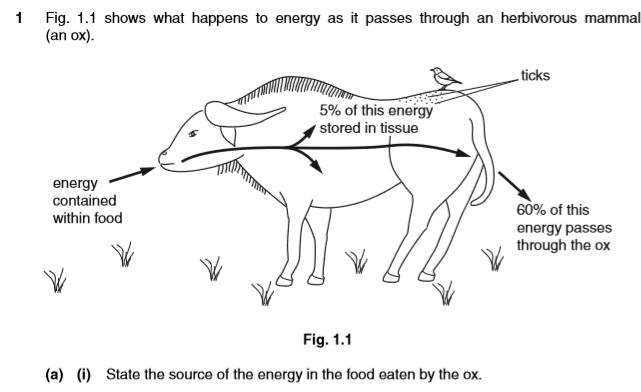 1 Fig. 1.1 shows what happens to energy as it passes through an herbivorous mammal
(an ox).
ticks
5% of this energy
stored in tissue
energy
contained
within food
60% of this
energy passes
through the ox
Fig. 1.1
(a) (i) State the source of the energy in the food eaten by the ox.